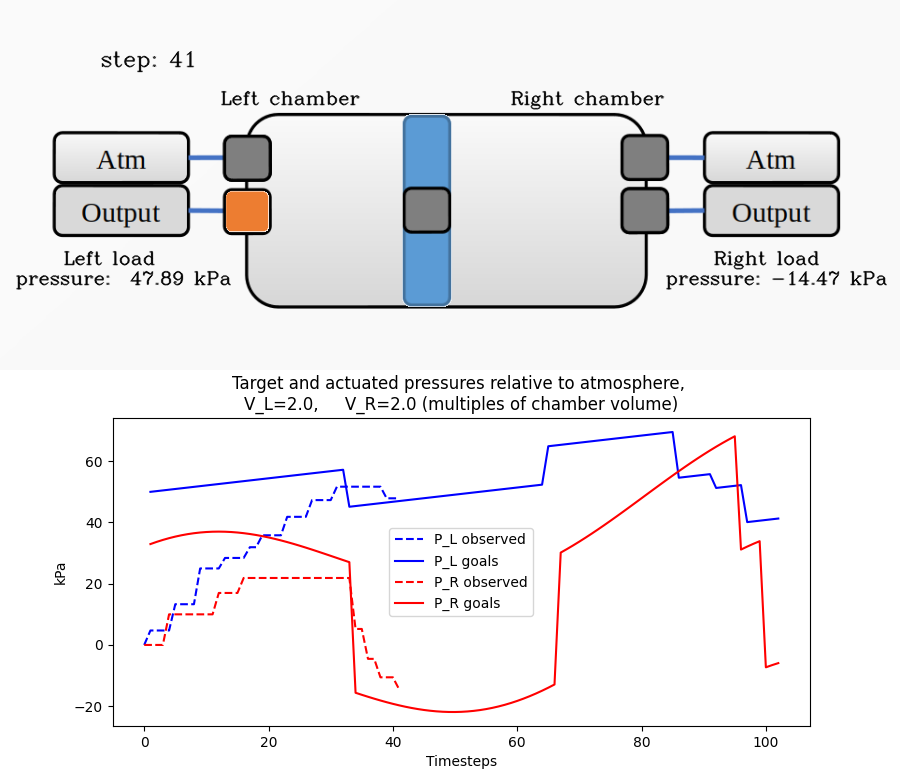 step: 41
Left chamber
Right chamber
Atm
Atm
Output
Output
Left load
pressure: 47.89 kPa
Right load
pressure: −14.47 kPa
Target and actuated pressures relative to atmosphere,
V_L=2.0, V_R=2.0 (multiples of chamber volume)
kPa
60
40
20
0
−20
P_L observed
P_L goals
P_R observed
P_R goals
0 20 40 60 80 100
Timesteps